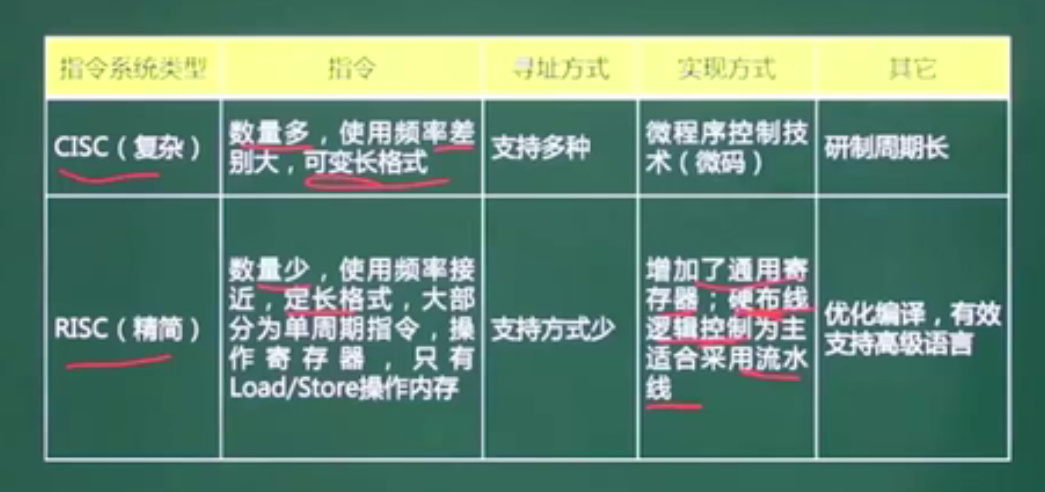 指令系统类型 指令 寻址方式 实现方式 其它
CISC（复杂）
数量多，使用频率差
别大，可变长格式
支持多种
微程序控制技
术（微码）
研制周期长
RISC（精简）
数量少，使用频率接
近，定长格式，大部
分为单周期指令，操
作寄存器，只有
Load/Store操作内存
支持方式少
增加了通用寄
存器；硬布线
逻辑控制为主
适合采用流水
线
优化编译，有效
支持高级语言